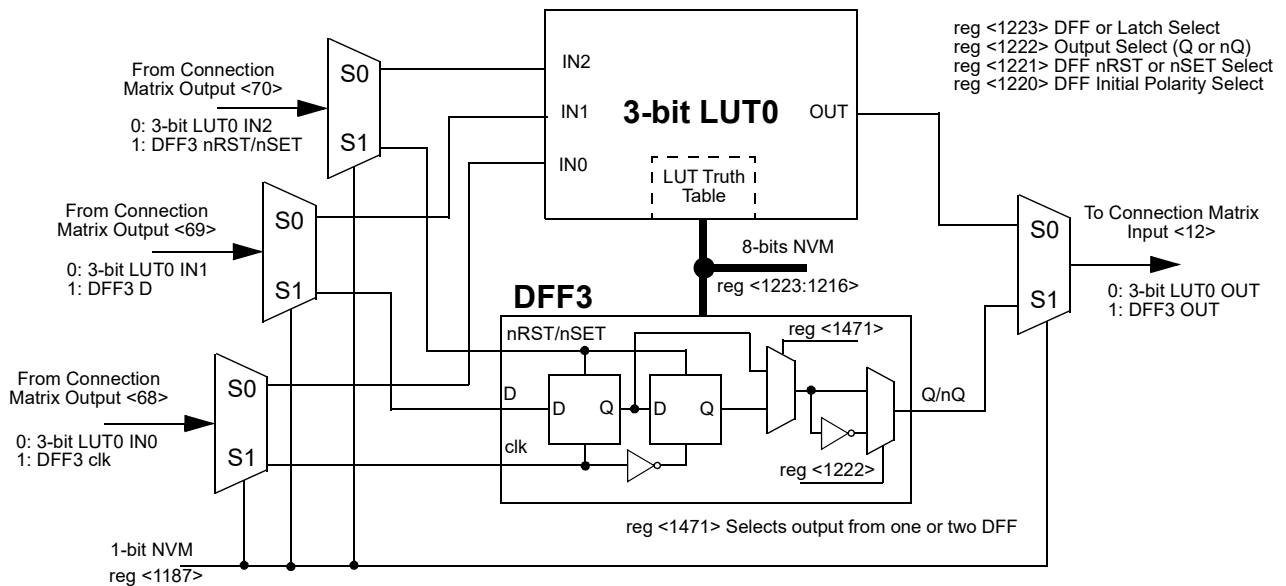 reg <1223> DFF or Latch Select
reg <1222> Output Select (Q or nQ)
reg <1221> DFF nRST or nSET Select
reg <1220> DFF Initial Polarity Select
From Connection
Matrix Output <70>
0: 3-bit LUT0 IN2
1: DFF3 nRST/nSET
S0
S1
IN2
IN1
IN0
3-bit LUT0
OUT
LUT Truth
Table
From Connection
Matrix Output <69>
0: 3-bit LUT0 IN1
1: DFF3 D
S0
S1
8-bits NVM
reg <1223:1216>
S0
S1
To Connection Matrix
Input <12>
0: 3-bit LUT0 OUT
1: DFF3 OUT
DFF3
nRST/nSET
reg <1471>
From Connection
Matrix Output <68>
0: 3-bit LUT0 IN0
1: DFF3 clk
S0
S1
D
D
Q
D
Q
Q/nQ
clk
reg <1222>
reg <1471> Selects output from one or two DFF
1-bit NVM
reg <1187>